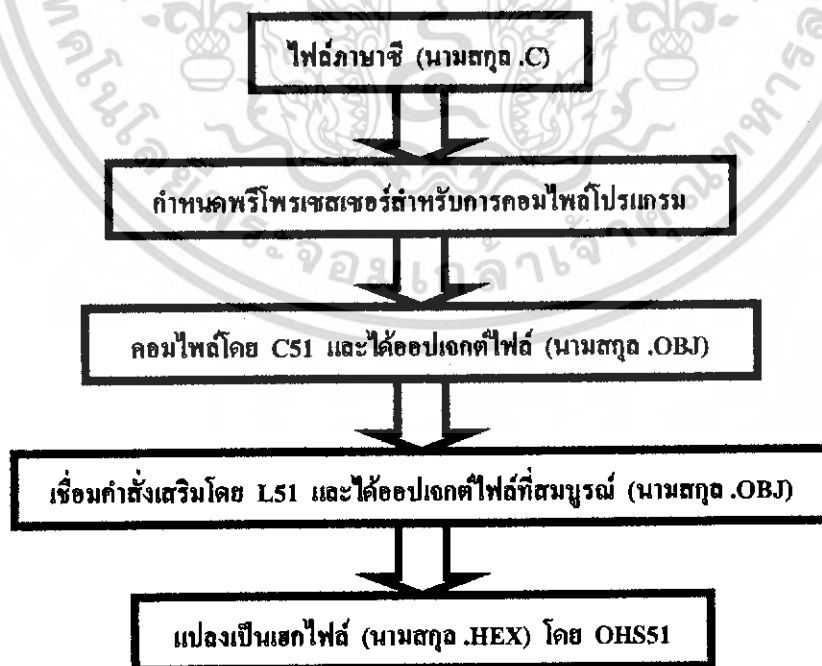 ไฟล์ภาษาซี (นามสกุล .C)
กำหนดพรีโพรเซสเซอร์สำหรับการคอมไพล์โปรแกรม
คอมไพล์โดย C51 และได้ออปเจกต์ไฟล์ (นามสกุล .OBJ)
เชื่อมคำสั่งเสริมโดย L51 และได้ออปเจกต์ไฟล์ที่สมบูรณ์ (นามสกุล .OBJ)
แปลงเป็นเฮกไฟล์ (นามสกุล .HEX) โดย OHS51